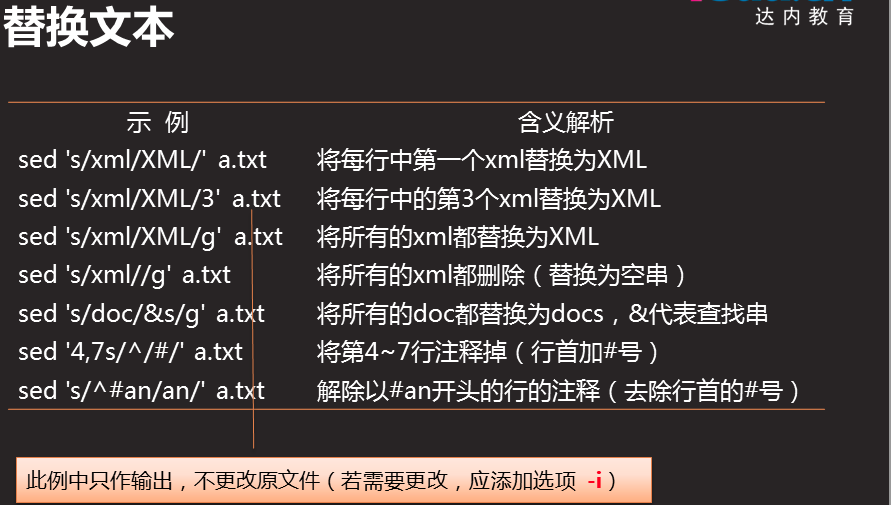 替换文本
达内教育
示 例 含义解析
sed 's/xml/XML/' a.txt 将每行中第一个xml替换为XML
sed 's/xml/XML/3' a.txt 将每行中的第3个xml替换为XML
sed 's/xml/XML/g' a.txt 将所有的xml都替换为XML
sed 's/xml//g' a.txt 将所有的xml都删除（替换为空串）
sed 's/doc/&s/g' a.txt 将所有的doc都替换为docs，&代表查找串
sed '4,7s/^/#/' a.txt 将第4~7行注释掉（行首加#号）
sed 's/^#an/an/' a.txt 解除以#an开头的行的注释（去除行首的#号）
此例中只作输出，不更改原文件（若需要更改，应添加选项 -i）